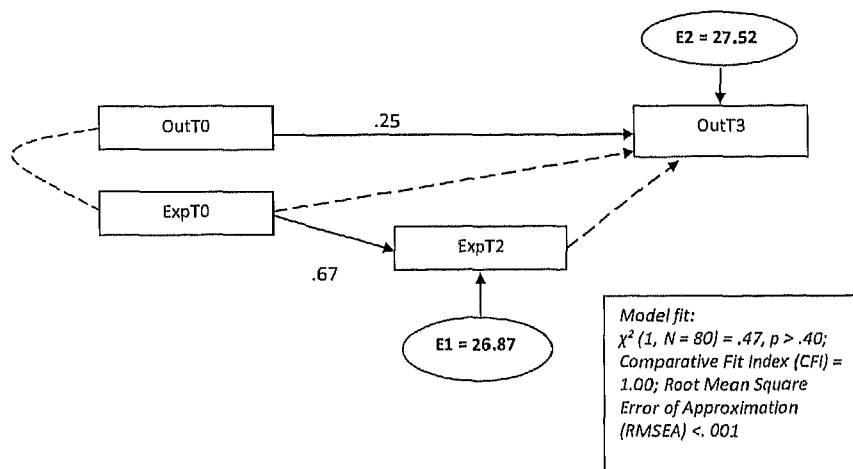 E2 = 27.52
OutT0
.25
OutT3
ExpT0
ExpT2
.67
E1 = 26.87
Model fit:
χ² (1, N = 80) = .47, p > .40;
Comparative Fit Index (CFI) =
1.00; Root Mean Square
Error of Approximation
(RMSEA) <. 001